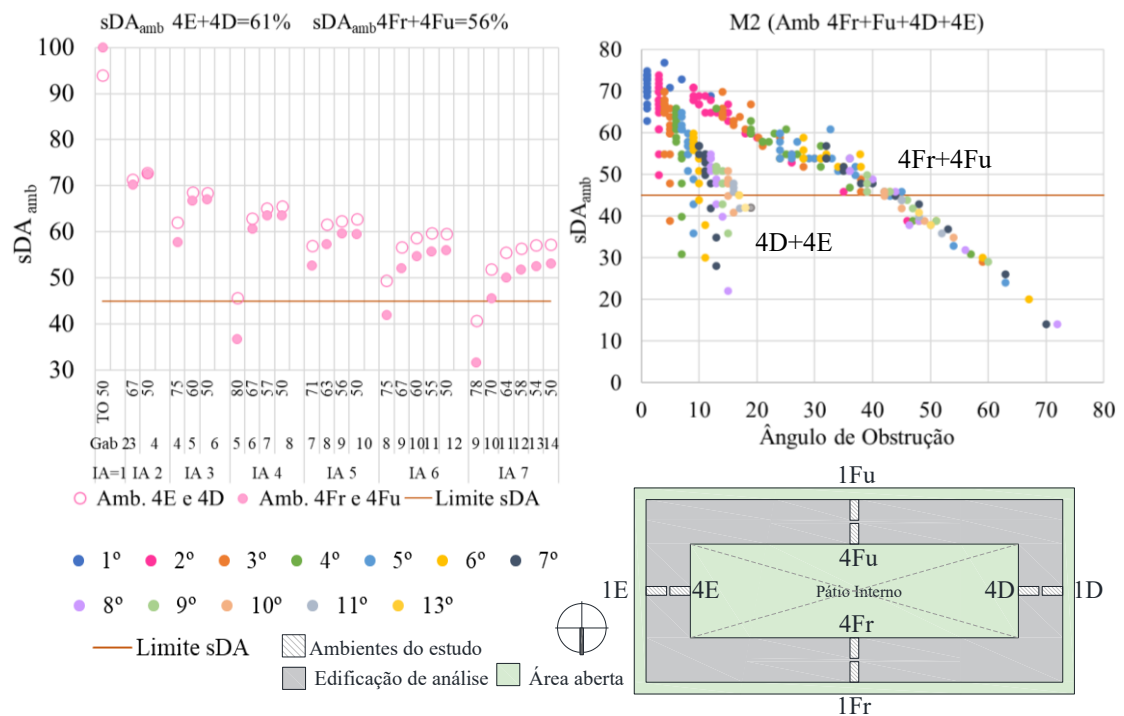 sDAamb 4E+4D=61% sDAamb4Fr+4Fu=56%
100
90
80
70
60
50
40
30
sDAamb
TO 50 67 50 75 60 50 80 67 57 50 71 63 56 50 75 67 60 55 50 78 70 64 58 54 50
Gab 2 3 4 4 5 6 5 6 7 8 7 8 9 10 8 9 10 11 12 9 10 11 12 13 14
IA=1 IA 2 IA 3 IA 4 IA 5 IA 6 IA 7
Amb. 4E e 4D Amb. 4Fr e 4Fu Limite sDA
M2 (Amb 4Fr+Fu+4D+4E)
80
70
60
50
40
30
20
10
0
sDAamb
4Fr+4Fu
4D+4E
0 10 20 30 40 50 60 70 80
Ângulo de Obstrução
1º 2º 3º 4º 5º 6º 7º
8º 9º 10º 11º 13º
Limite sDA
Ambientes do estudo
Edificação de análise Área aberta
1Fu
4Fu
1E 4E Pátio Interno 4D 1D
4Fr
1Fr